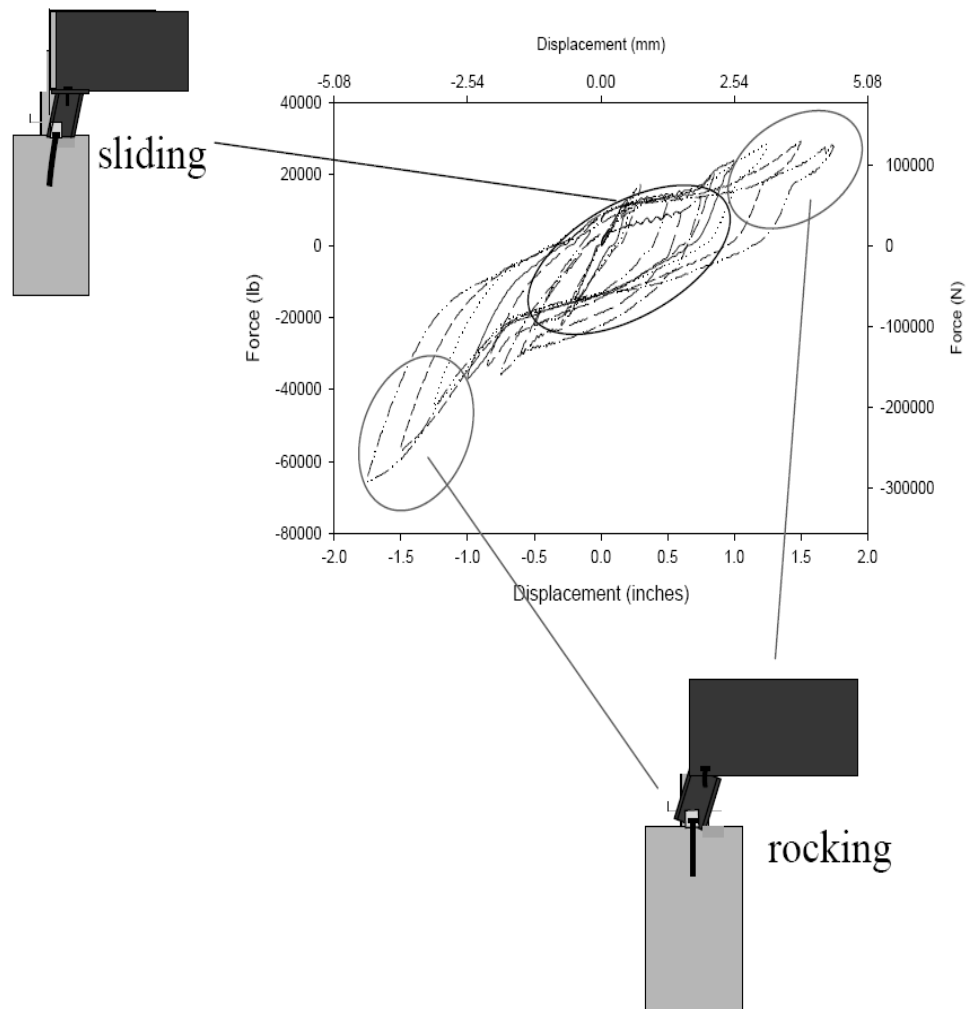 Displacement (mm)
-5.08 -2.54 0.00 2.54 5.08
sliding
Force (lb)
40000
20000
0
-20000
-40000
-60000
-80000
Force (N)
100000
0
-100000
-200000
-300000
-2.0 -1.5 -1.0 -0.5 0.0 0.5 1.0 1.5 2.0
Displacement (inches)
rocking